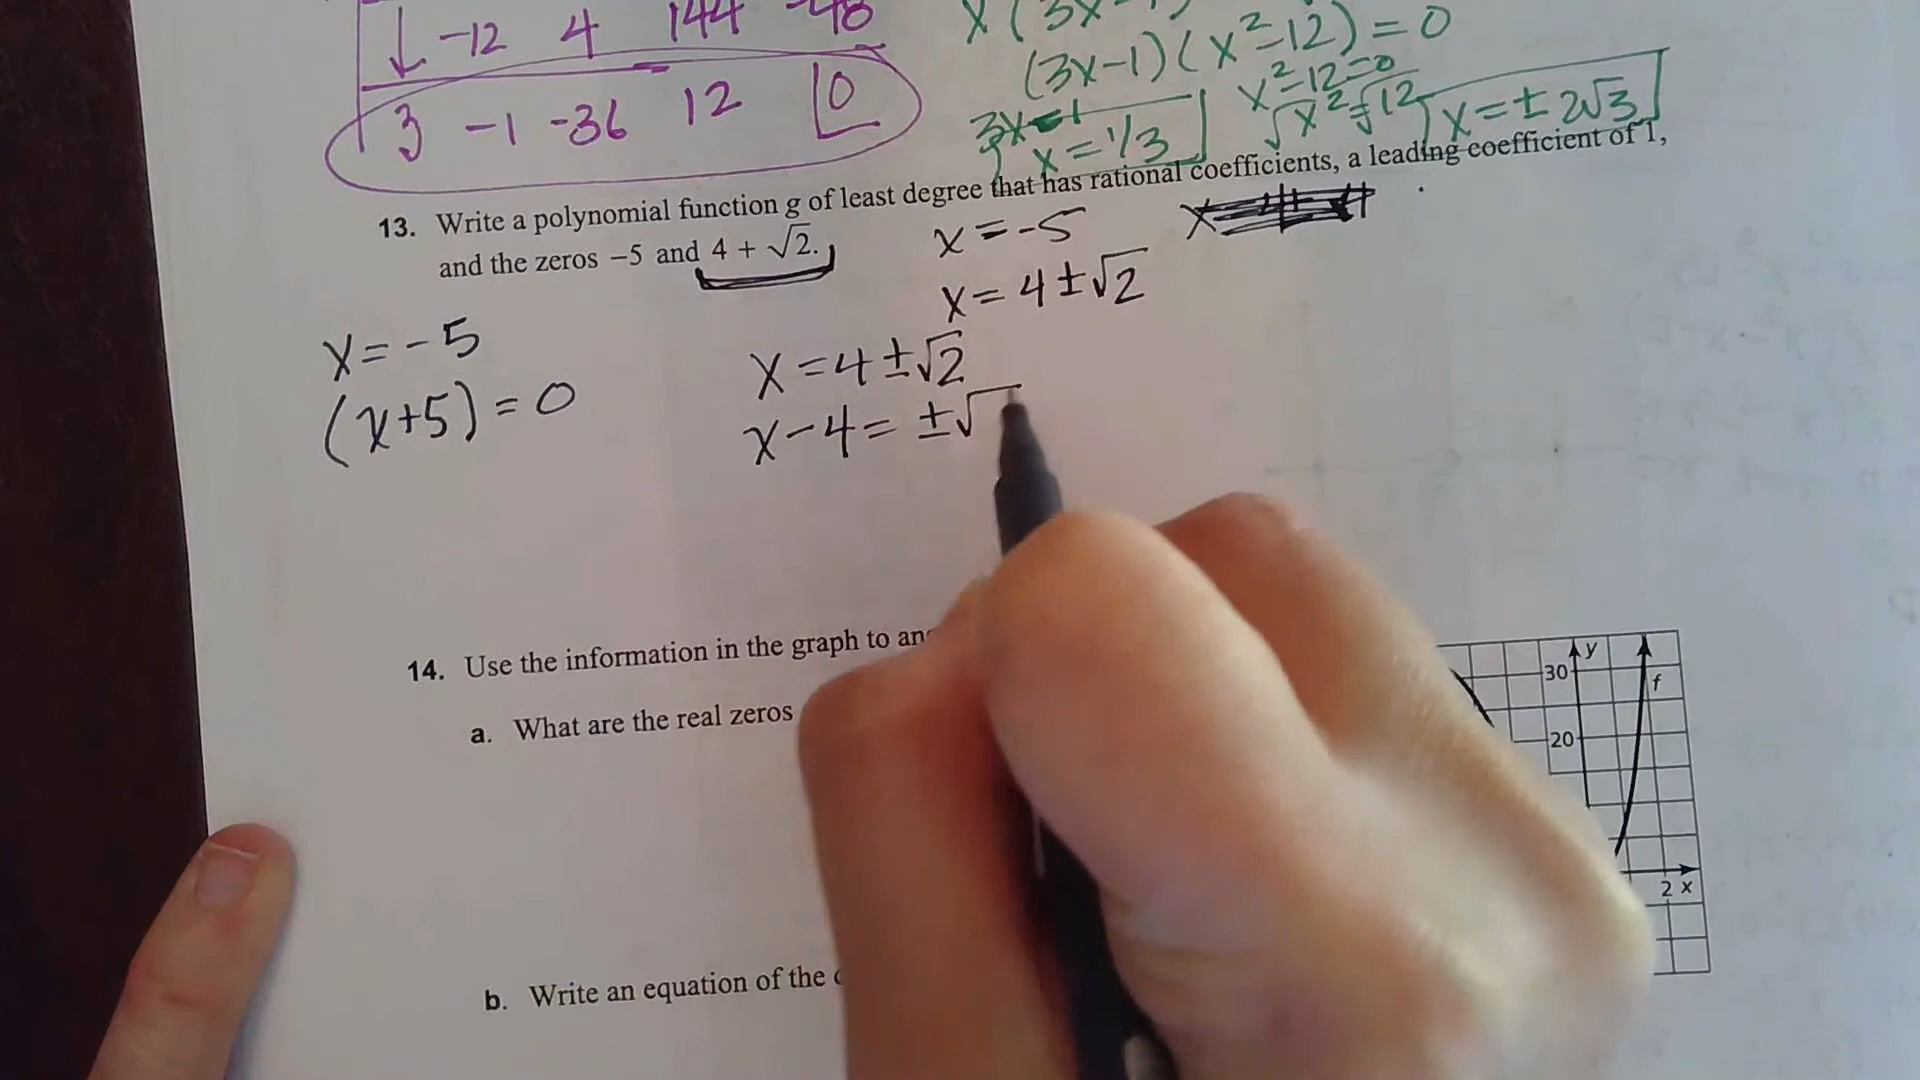 ↓ -12 4 144 -48
3 -1 -36 12 0
(3x-1)(x²-12)=0
3x=1
x=1/3
x²-12=0
√x²=√12
x=±2√3
13. Write a polynomial function g of least degree that has rational coefficients, a leading coefficient of 1,
and the zeros −5 and 4 + √2.
x=-5
x=4±√2
x=-5
(x+5)=0
x=4±√2
x-4=±√
14. Use the information in the graph to
a. What are the real zeros
b. Write an equation of the
30
20
y
f
2 x